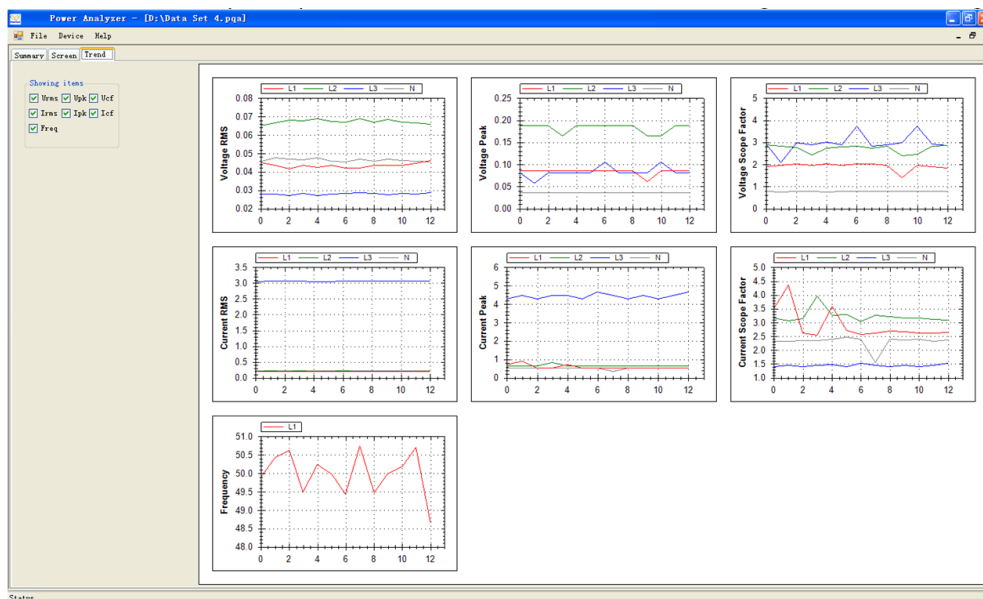 Power Analyzer - [D:\Data Set 4.pqa]
File Device Help
Summary Screen Trend
Showing items
Vrms Vpk Vcf
Irms Ipk Icf
Freq
L1 L2 L3 N
Voltage RMS
0.08
0.07
0.06
0.05
0.04
0.03
0.02
0 2 4 6 8 10 12
L1 L2 L3 N
Voltage Peak
0.25
0.20
0.15
0.10
0.05
0.00
0 2 4 6 8 10 12
L1 L2 L3 N
Voltage Scope Factor
5
4
3
2
1
0
0 2 4 6 8 10 12
L1 L2 L3 N
Current RMS
3.5
3.0
2.5
2.0
1.5
1.0
0.5
0.0
0 2 4 6 8 10 12
L1 L2 L3 N
Current Peak
6
5
4
3
2
1
0
0 2 4 6 8 10 12
L1 L2 L3 N
Current Scope Factor
5.0
4.5
4.0
3.5
3.0
2.5
2.0
1.5
1.0
0 2 4 6 8 10 12
L1
Frequency
51.0
50.5
50.0
49.5
49.0
48.5
48.0
0 2 4 6 8 10 12
Status